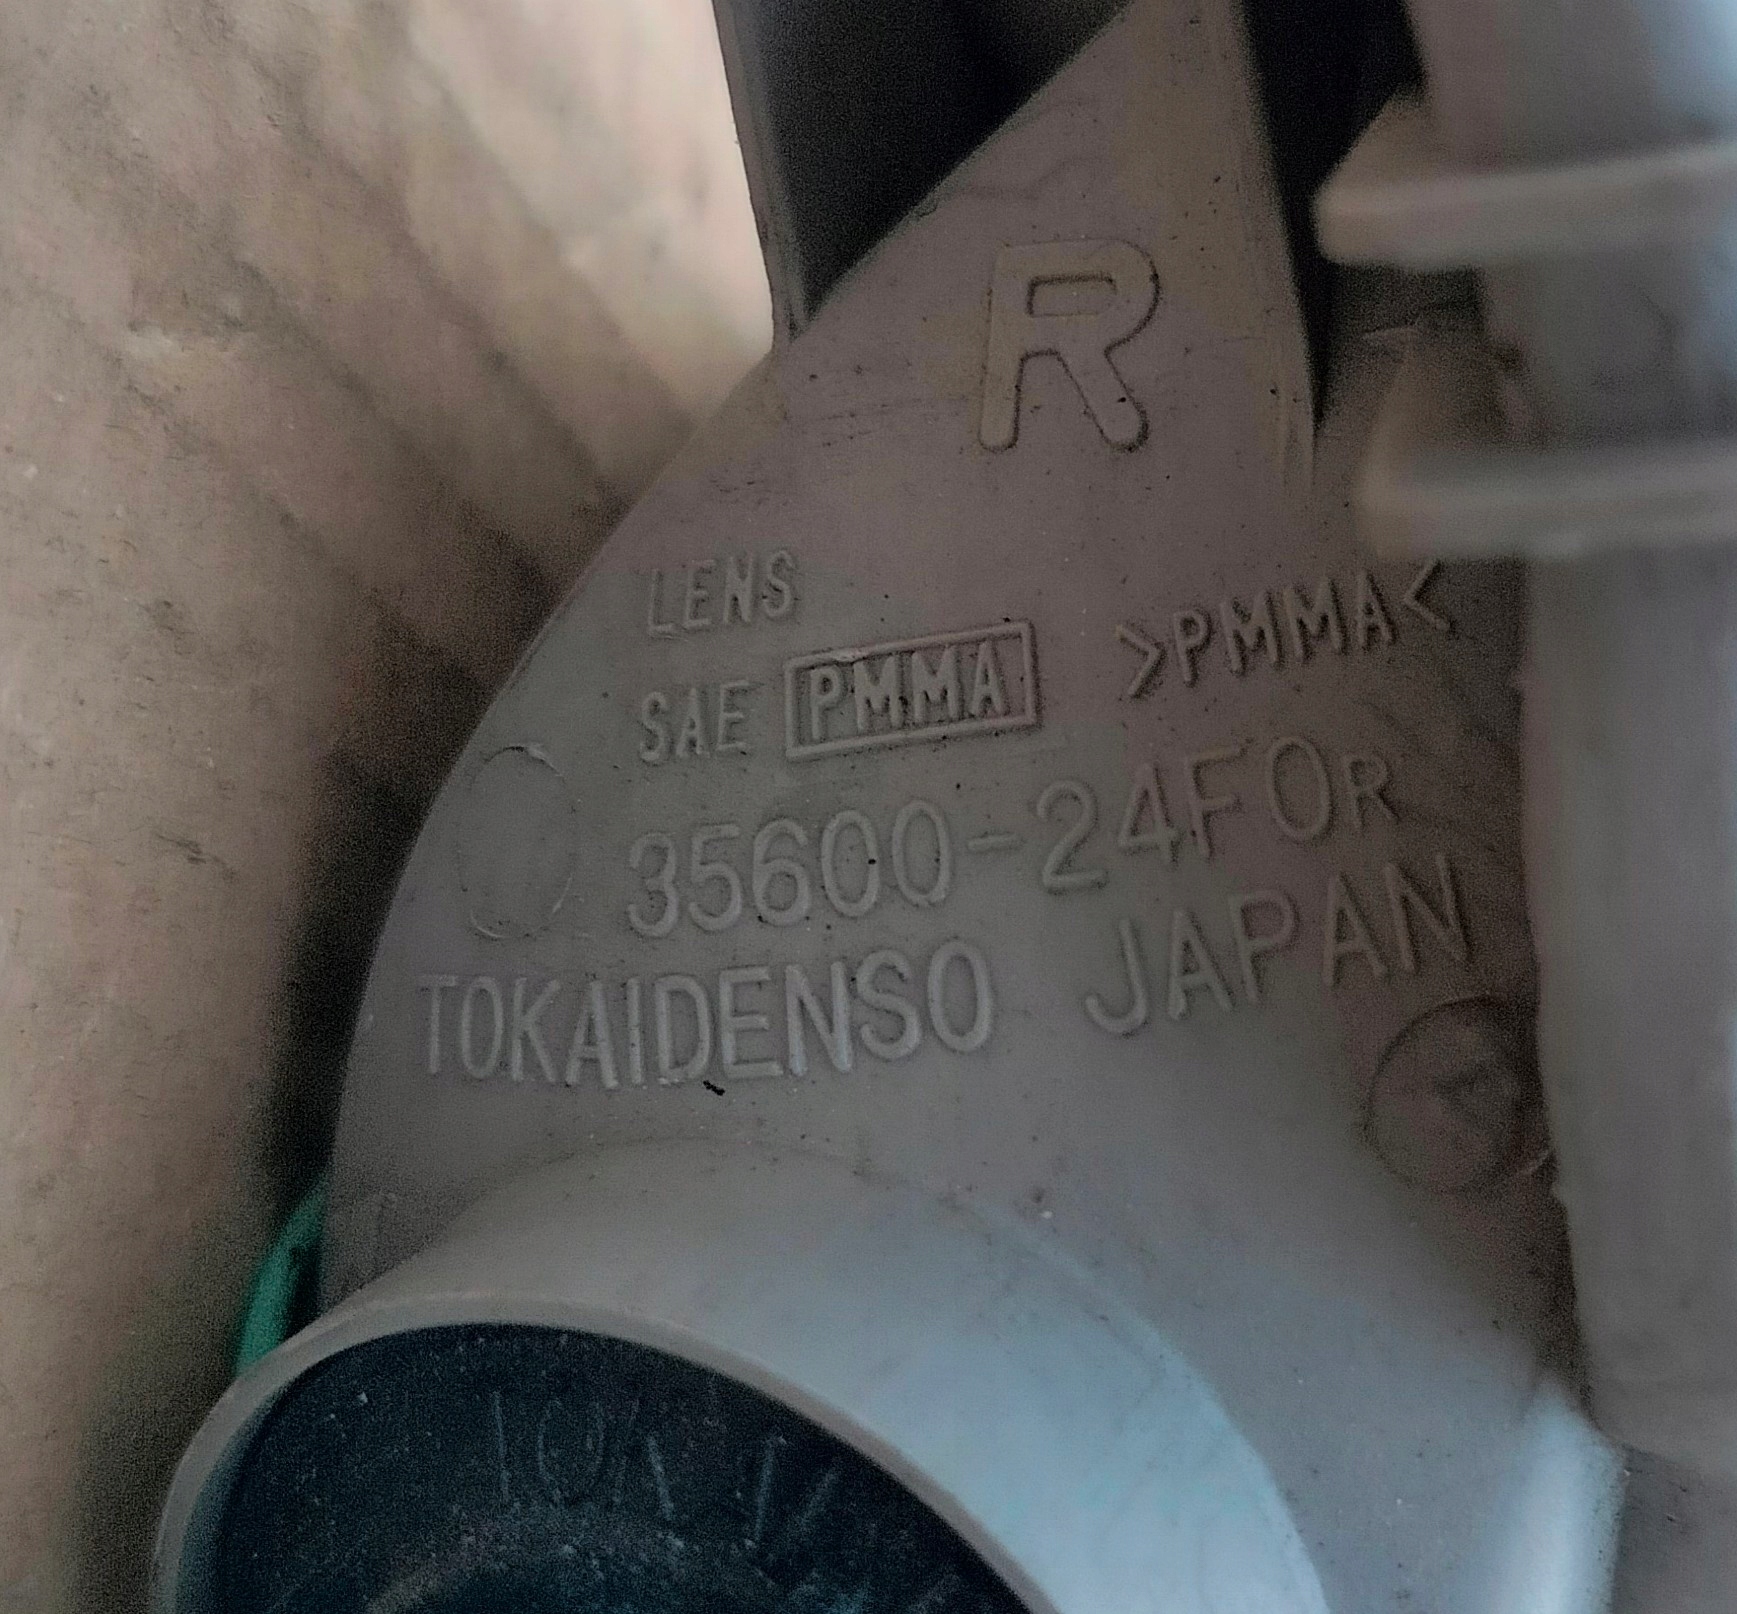 R
LENS
SAE PMMA >PMMA<
35600-24F0R
TOKAIDENSO JAPAN